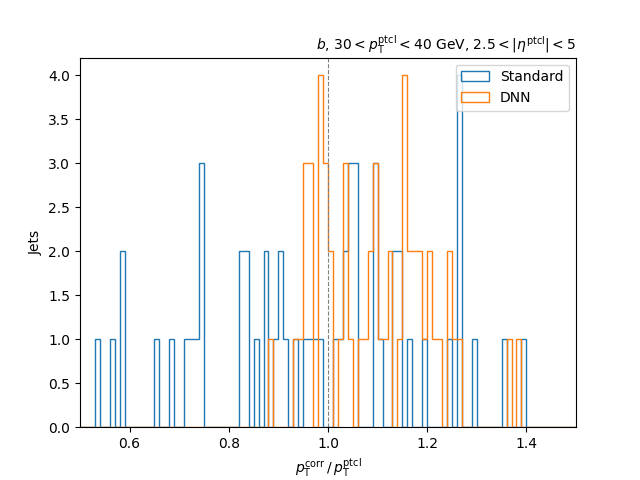 b, 30 < p_T^ptcl < 40 GeV, 2.5 < |η^ptcl| < 5
4.0
3.5
3.0
2.5
2.0
1.5
1.0
0.5
0.0
Jets
Standard
DNN
0.6 0.8 1.0 1.2 1.4
p_T^corr / p_T^ptcl